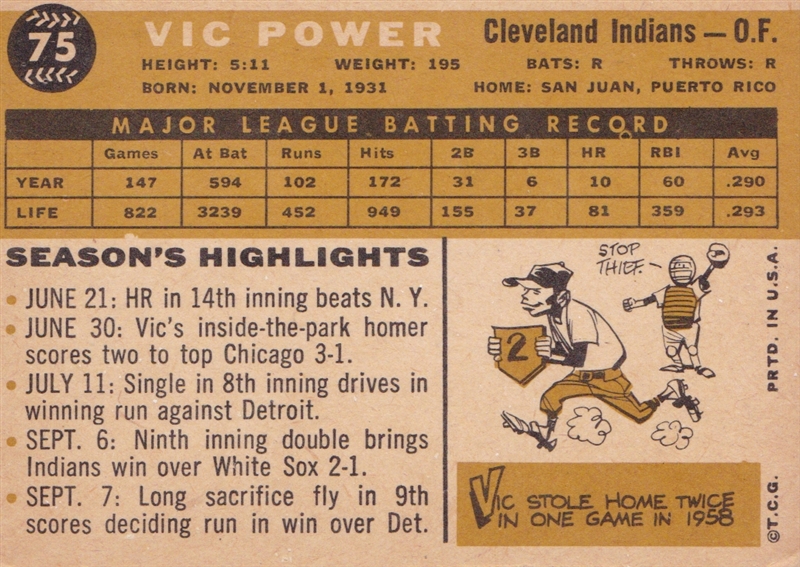 75
VIC POWER
Cleveland Indians — O.F.
HEIGHT: 5:11 WEIGHT: 195 BATS: R THROWS: R
BORN: NOVEMBER 1, 1931 HOME: SAN JUAN, PUERTO RICO
MAJOR LEAGUE BATTING RECORD
Games At Bat Runs Hits 2B 3B HR RBI Avg
YEAR 147 594 102 172 31 6 10 60 .290
LIFE 822 3239 452 949 155 37 81 359 .293
SEASON'S HIGHLIGHTS
• JUNE 21: HR in 14th inning beats N. Y.
• JUNE 30: Vic's inside-the-park homer
scores two to top Chicago 3-1.
• JULY 11: Single in 8th inning drives in
winning run against Detroit.
• SEPT. 6: Ninth inning double brings
Indians win over White Sox 2-1.
• SEPT. 7: Long sacrifice fly in 9th
scores deciding run in win over Det.
STOP
THIEF.
2
VIC STOLE HOME TWICE
IN ONE GAME IN 1958
PRTD. IN U.S.A.
©T.C.G.